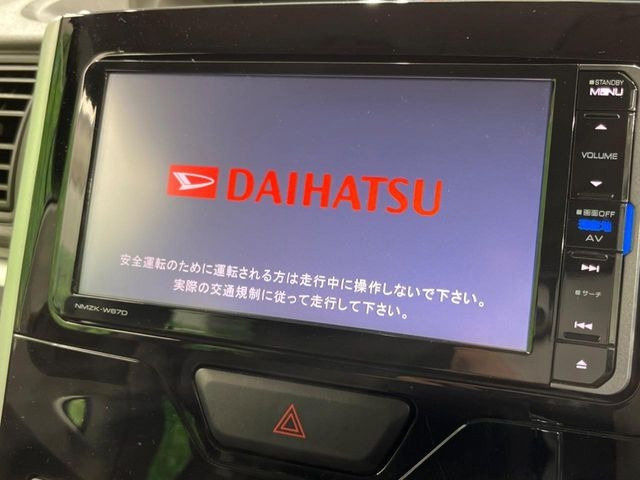 STANDBY
MENU
VOLUME
DAIHATSU
画面OFF
AV
安全運転のために運転される方は走行中に操作しないで下さい。
実際の交通規制に従って走行して下さい。
サーチ
NMZK-W67D